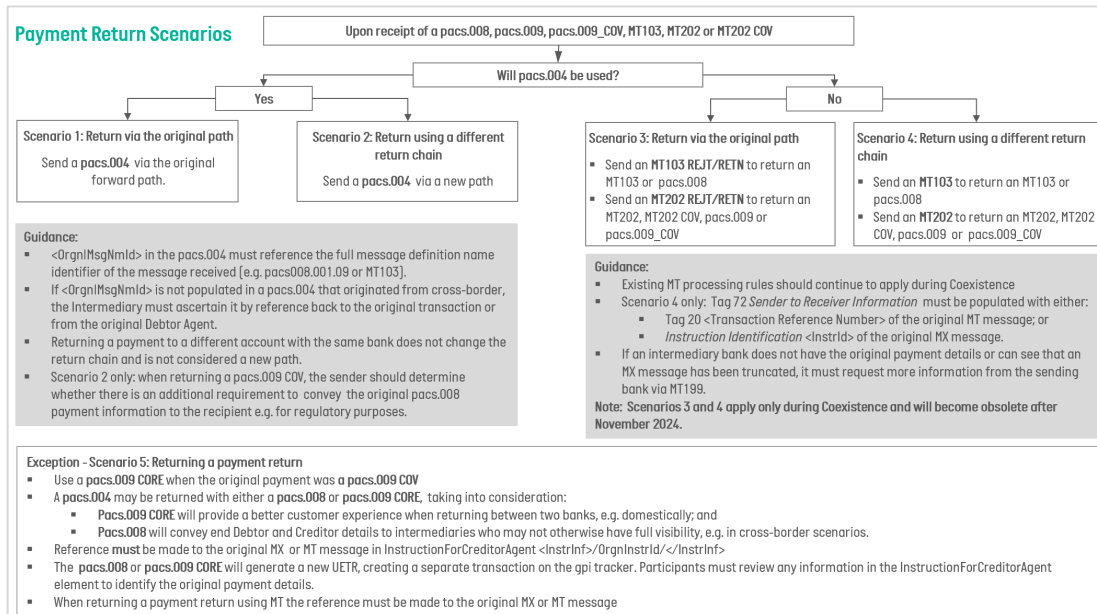 Payment Return Scenarios
Upon receipt of a pacs.008, pacs.009, pacs.009_COV, MT103, MT202 or MT202 COV
Will pacs.004 be used?
Yes
No
Scenario 1: Return via the original path
Send a pacs.004 via the original
forward path.
Scenario 2: Return using a different
return chain
Send a pacs.004 via a new path
Scenario 3: Return via the original path
▪ Send an MT103 REJT/RETN to return an
MT103 or pacs.008
▪ Send an MT202 REJT/RETN to return an
MT202, MT202 COV, pacs.009 or
pacs.009_COV
Scenario 4: Return using a different return
chain
▪ Send an MT103 to return an MT103 or
pacs.008
▪ Send an MT202 to return an MT202, MT202
COV, pacs.009 or pacs.009_COV
Guidance:
▪ <OrgnlMsgNmId> in the pacs.004 must reference the full message definition name
identifier of the message received [e.g. pacs008.001.09 or MT103].
▪ If <OrgnlMsgNmId> is not populated in a pacs.004 that originated from cross-border,
the Intermediary must ascertain it by reference back to the original transaction or
from the original Debtor Agent.
▪ Returning a payment to a different account with the same bank does not change the
return chain and is not considered a new path.
▪ Scenario 2 only: when returning a pacs.009 COV, the sender should determine
whether there is an additional requirement to convey the original pacs.008
payment information to the recipient e.g. for regulatory purposes.
Guidance:
▪ Existing MT processing rules should continue to apply during Coexistence
▪ Scenario 4 only: Tag 72 Sender to Receiver Information must be populated with either:
▪ Tag 20 <Transaction Reference Number> of the original MT message; or
▪ Instruction Identification <InstrId> of the original MX message.
▪ If an intermediary bank does not have the original payment details or can see that an
MX message has been truncated, it must request more information from the sending
bank via MT199.
Note: Scenarios 3 and 4 apply only during Coexistence and will become obsolete after
November 2024.
Exception - Scenario 5: Returning a payment return
▪ Use a pacs.009 CORE when the original payment was a pacs.009 COV
▪ A pacs.004 may be returned with either a pacs.008 or pacs.009 CORE, taking into consideration:
▪ Pacs.009 CORE will provide a better customer experience when returning between two banks, e.g. domestically; and
▪ Pacs.008 will convey end Debtor and Creditor details to intermediaries who may not otherwise have full visibility, e.g. in cross-border scenarios.
▪ Reference must be made to the original MX or MT message in InstructionForCreditorAgent <InstrInf>/OrgnInstrId/</InstrInf>
▪ The pacs.008 or pacs.009 CORE will generate a new UETR, creating a separate transaction on the gpi tracker. Participants must review any information in the InstructionForCreditorAgent
element to identify the original payment details.
▪ When returning a payment return using MT the reference must be made to the original MX or MT message